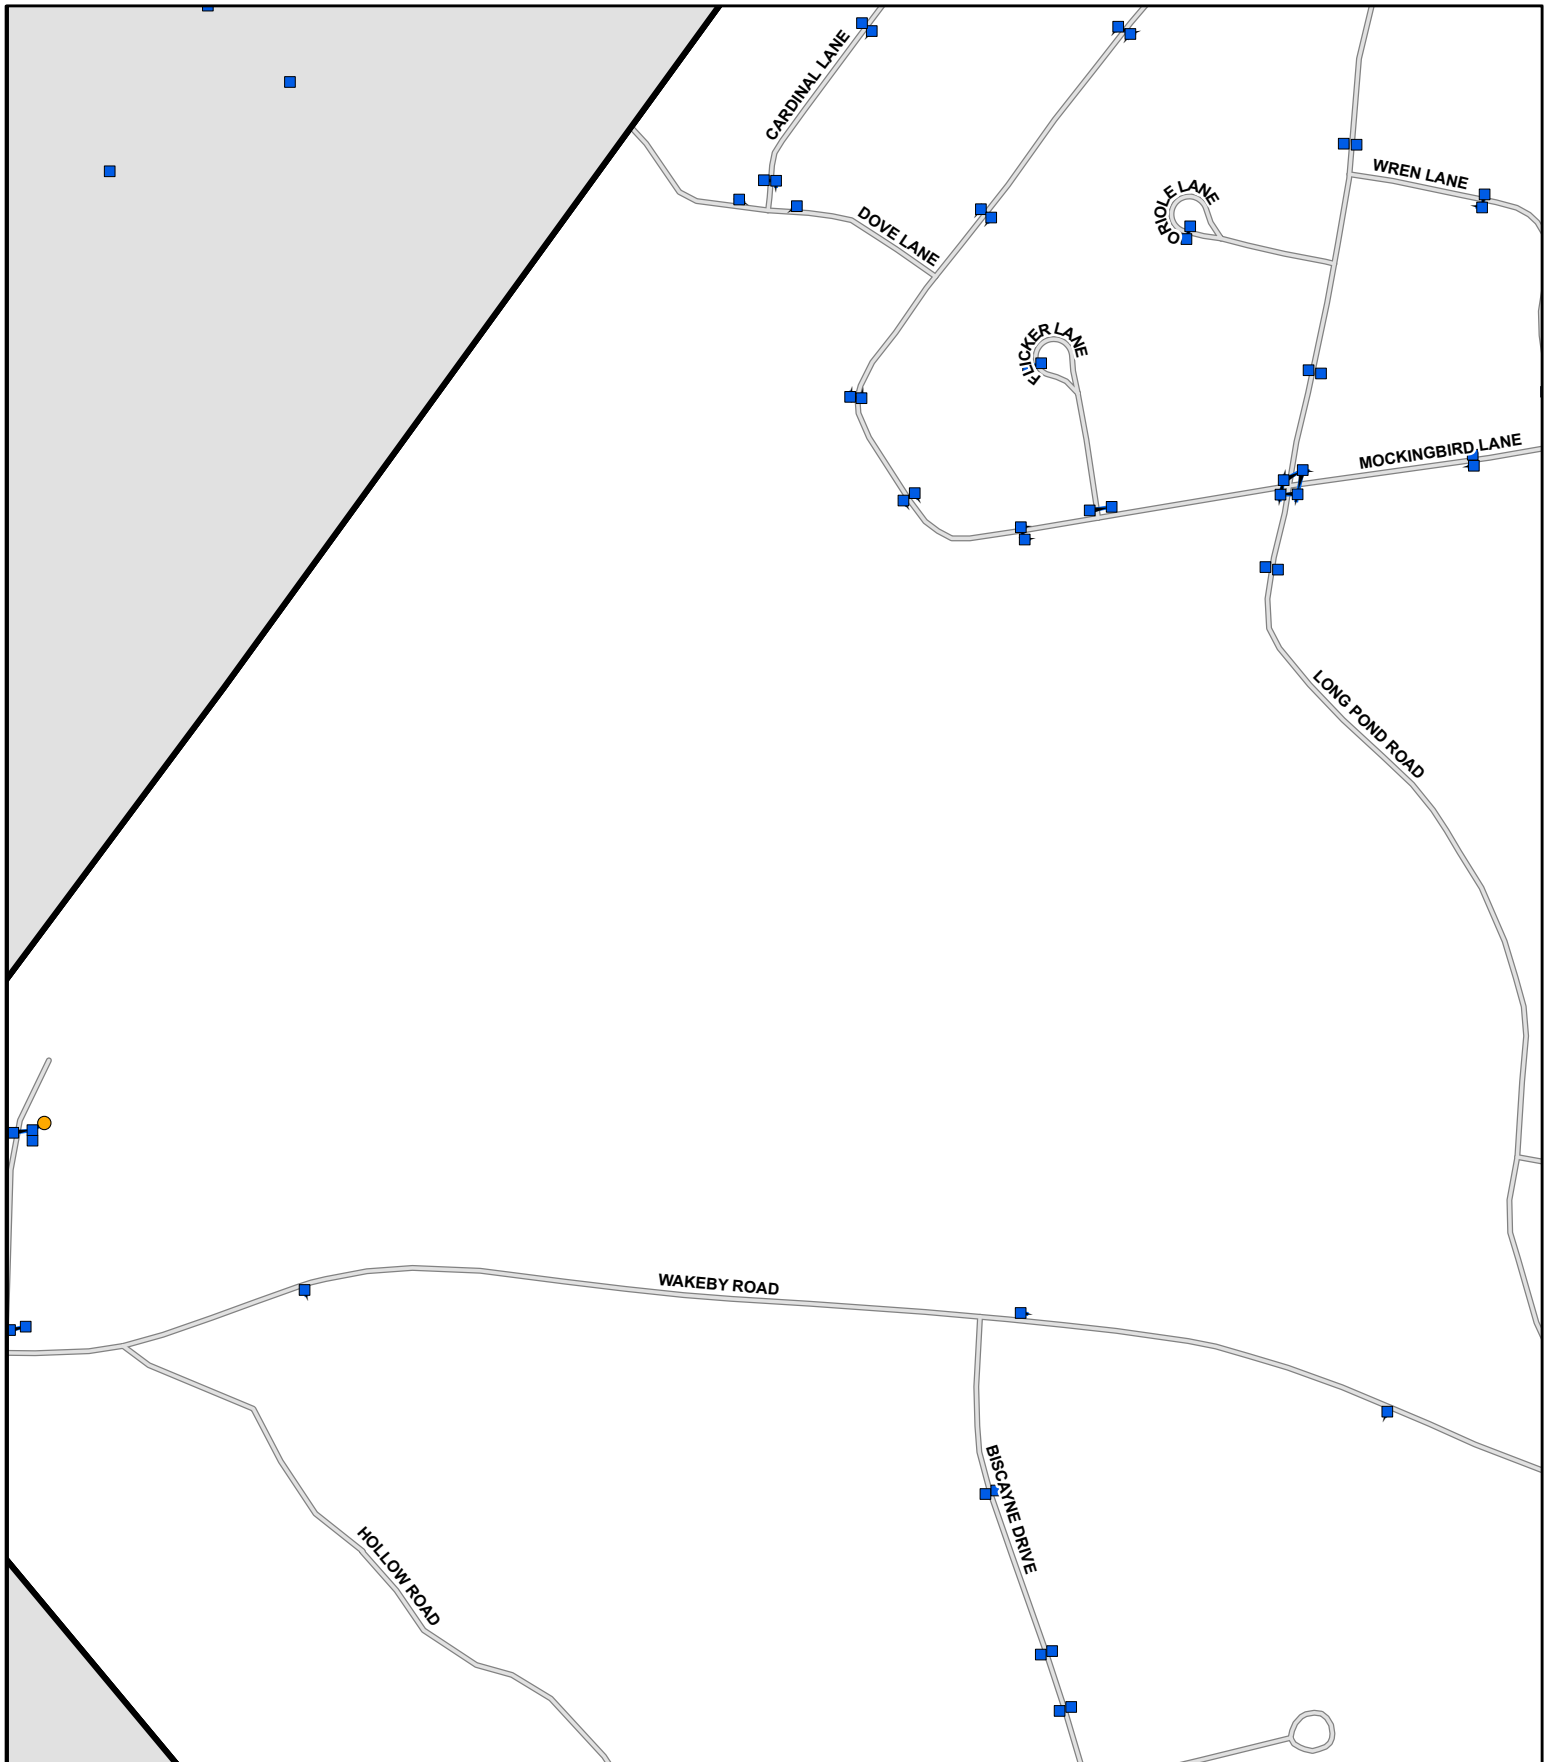 CARDINAL LANE
WREN LANE
ORIOLE LANE
DOVE LANE
FLICKER LANE
MOCKINGBIRD LANE
LONG POND ROAD
WAKEBY ROAD
BISCAYNE DRIVE
HOLLOW ROAD